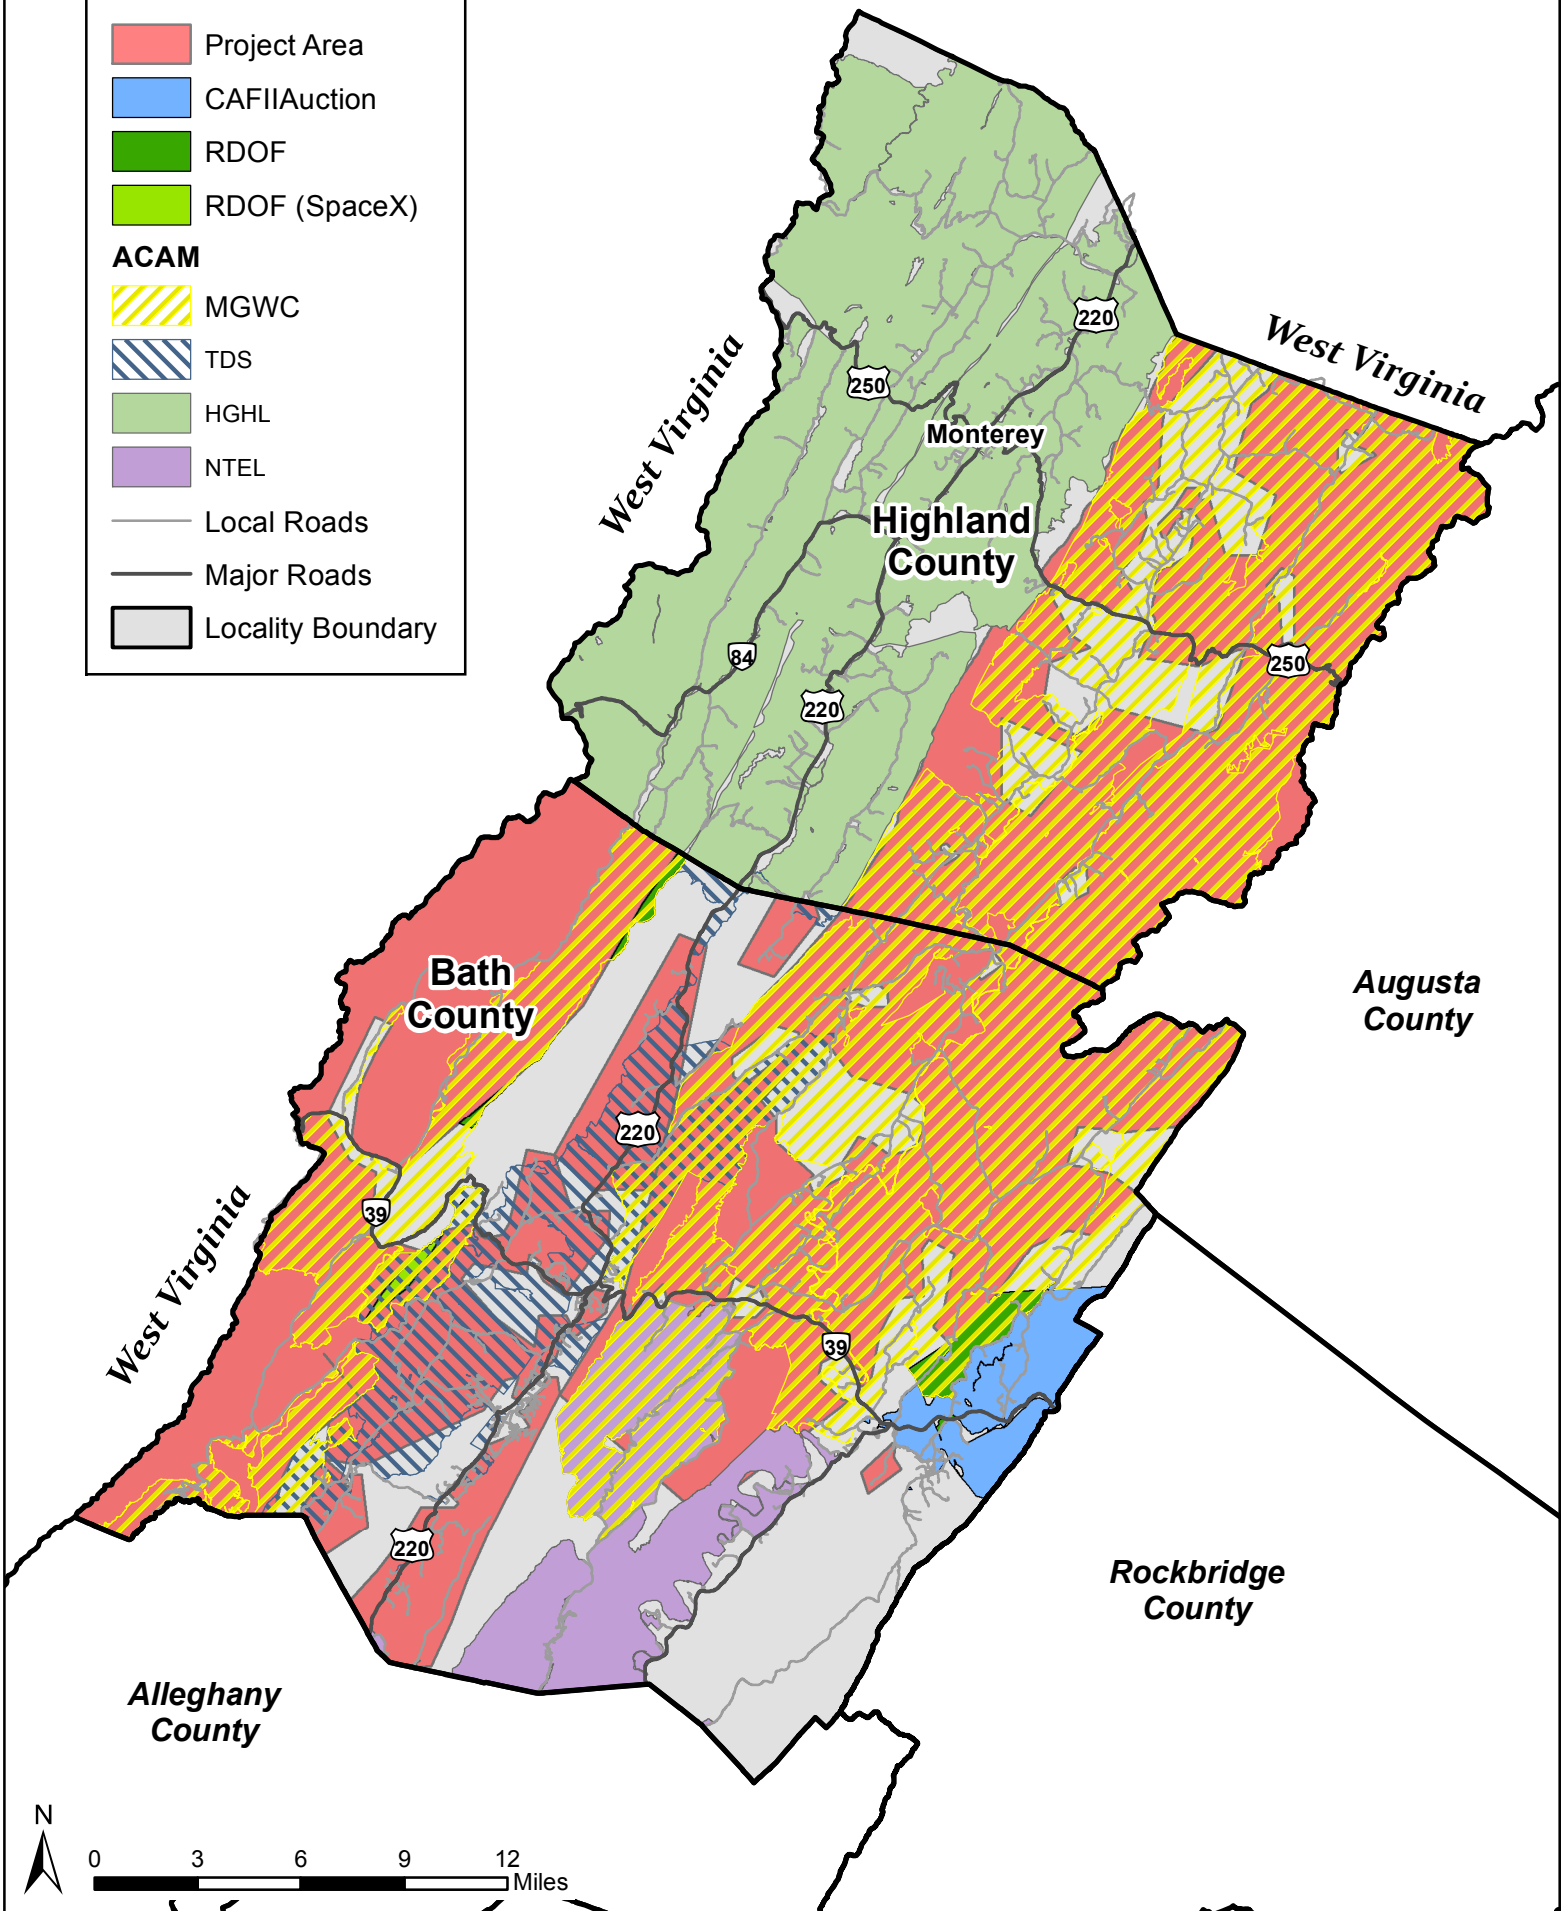 Project Area
CAFIIAuction
RDOF
RDOF (SpaceX)
ACAM
MGWC
TDS
HGHL
NTEL
Local Roads
Major Roads
Locality Boundary
220
West Virginia
West Virginia
250
Monterey
Highland
County
84
250
220
Bath
County
Augusta
County
220
39
West Virginia
39
220
Rockbridge
County
Alleghany
County
N
0 3 6 9 12
Miles